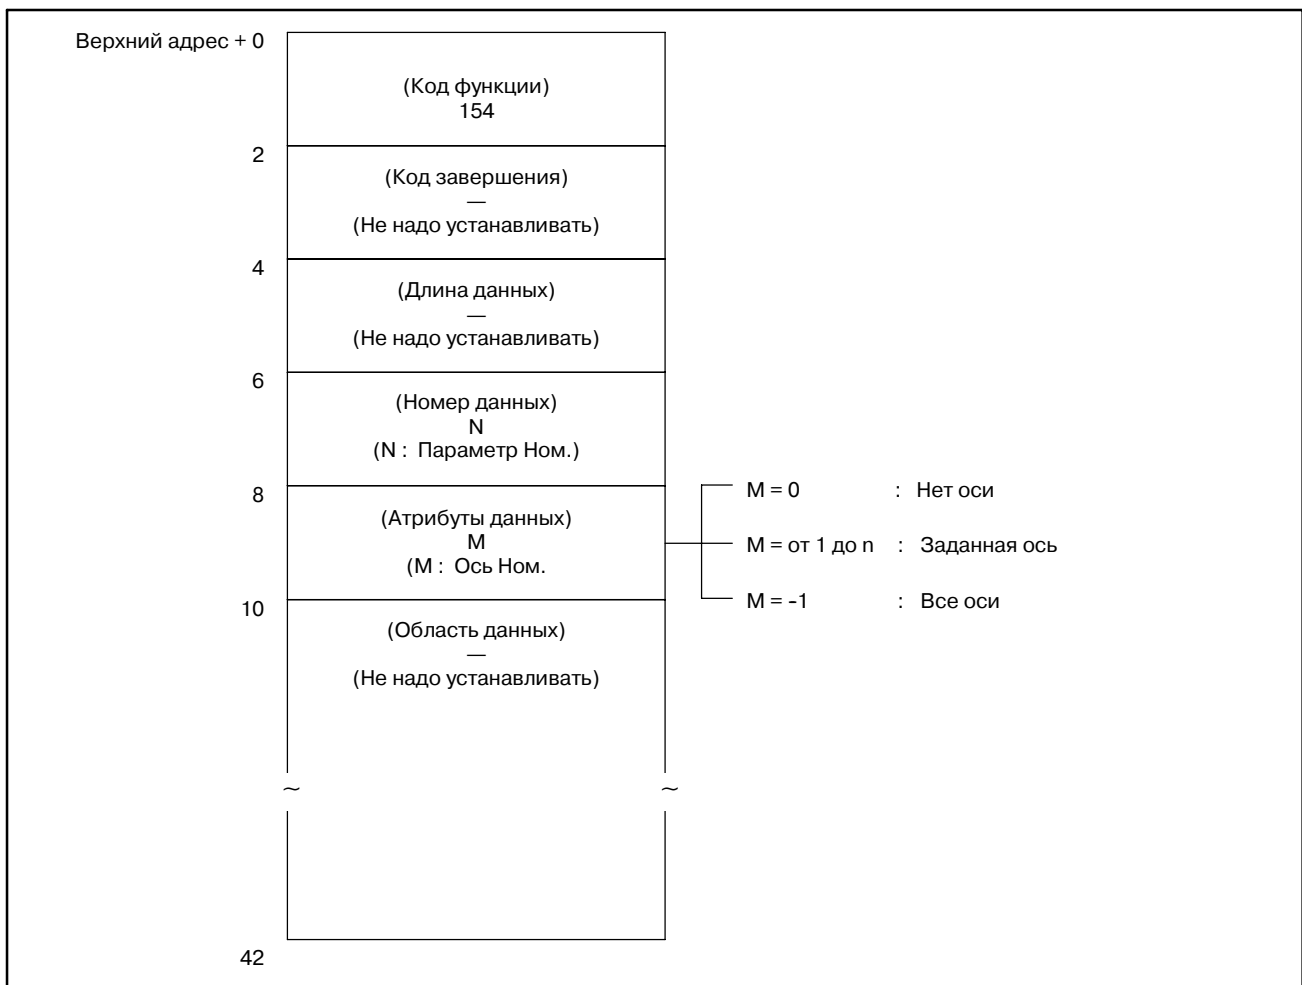 Верхний адрес + 0
(Код функции)
154
2
(Код завершения)
—
(Не надо устанавливать)
4
(Длина данных)
—
(Не надо устанавливать)
6
(Номер данных)
N
(N : Параметр Ном.)
8
(Атрибуты данных)
M
(M : Ось Ном.
M = 0 : Нет оси
M = от 1 до n : Заданная ось
M = -1 : Все оси
10
(Область данных)
—
(Не надо устанавливать)
~ ~
42